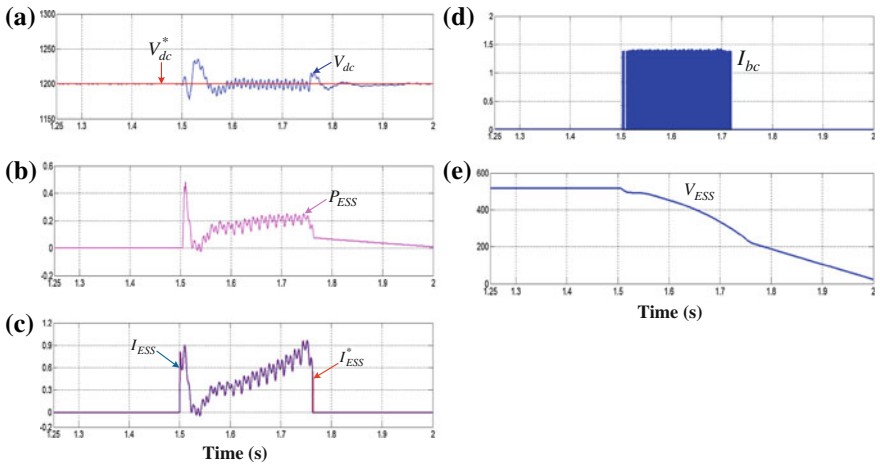 (a)
1300
1250
1200
1150
V*dc
Vdc
1.25 1.3 1.4 1.5 1.6 1.7 1.8 1.9 2
(b)
0.6
0.4
0.2
0
-0.2
PESS
1.25 1.3 1.4 1.5 1.6 1.7 1.8 1.9 2
(c)
1.2
0.9
0.6
0.3
0
IESS
I*ESS
1.25 1.3 1.4 1.5 1.6 1.7 1.8 1.9 2
Time (s)
(d)
2
1.5
1
0.5
0
Ibc
1.25 1.3 1.4 1.5 1.6 1.7 1.8 1.9 2
(e)
600
400
200
0
VESS
1.25 1.3 1.4 1.5 1.6 1.7 1.8 1.9 2
Time (s)